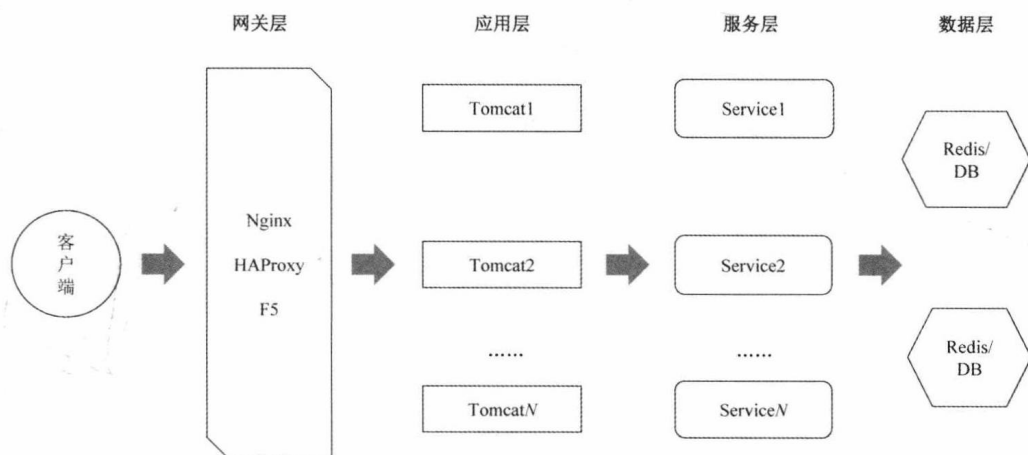 网关层
应用层
服务层
数据层
客
户
端
Nginx
HAProxy
F5
Tomcat1
Tomcat2
......
TomcatN
Service1
Service2
......
ServiceN
Redis/
DB
Redis/
DB